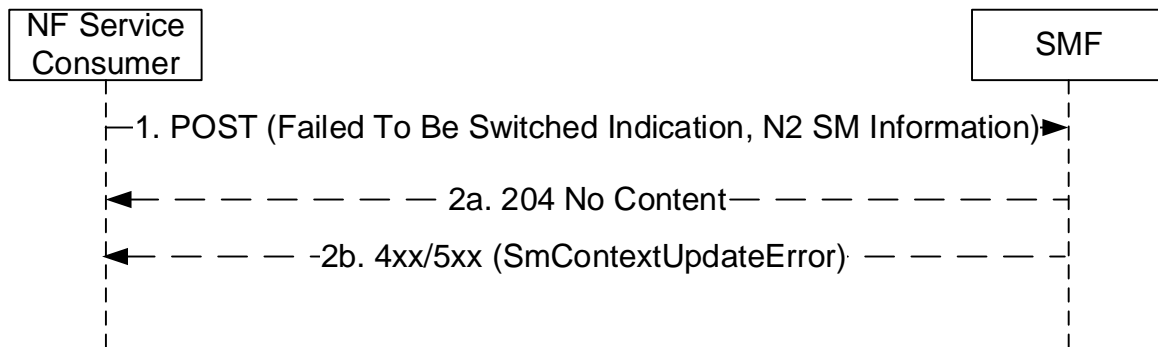 NF Service
Consumer
SMF
1. POST (Failed To Be Switched Indication, N2 SM Information)
2a. 204 No Content
2b. 4xx/5xx (SmContextUpdateError)